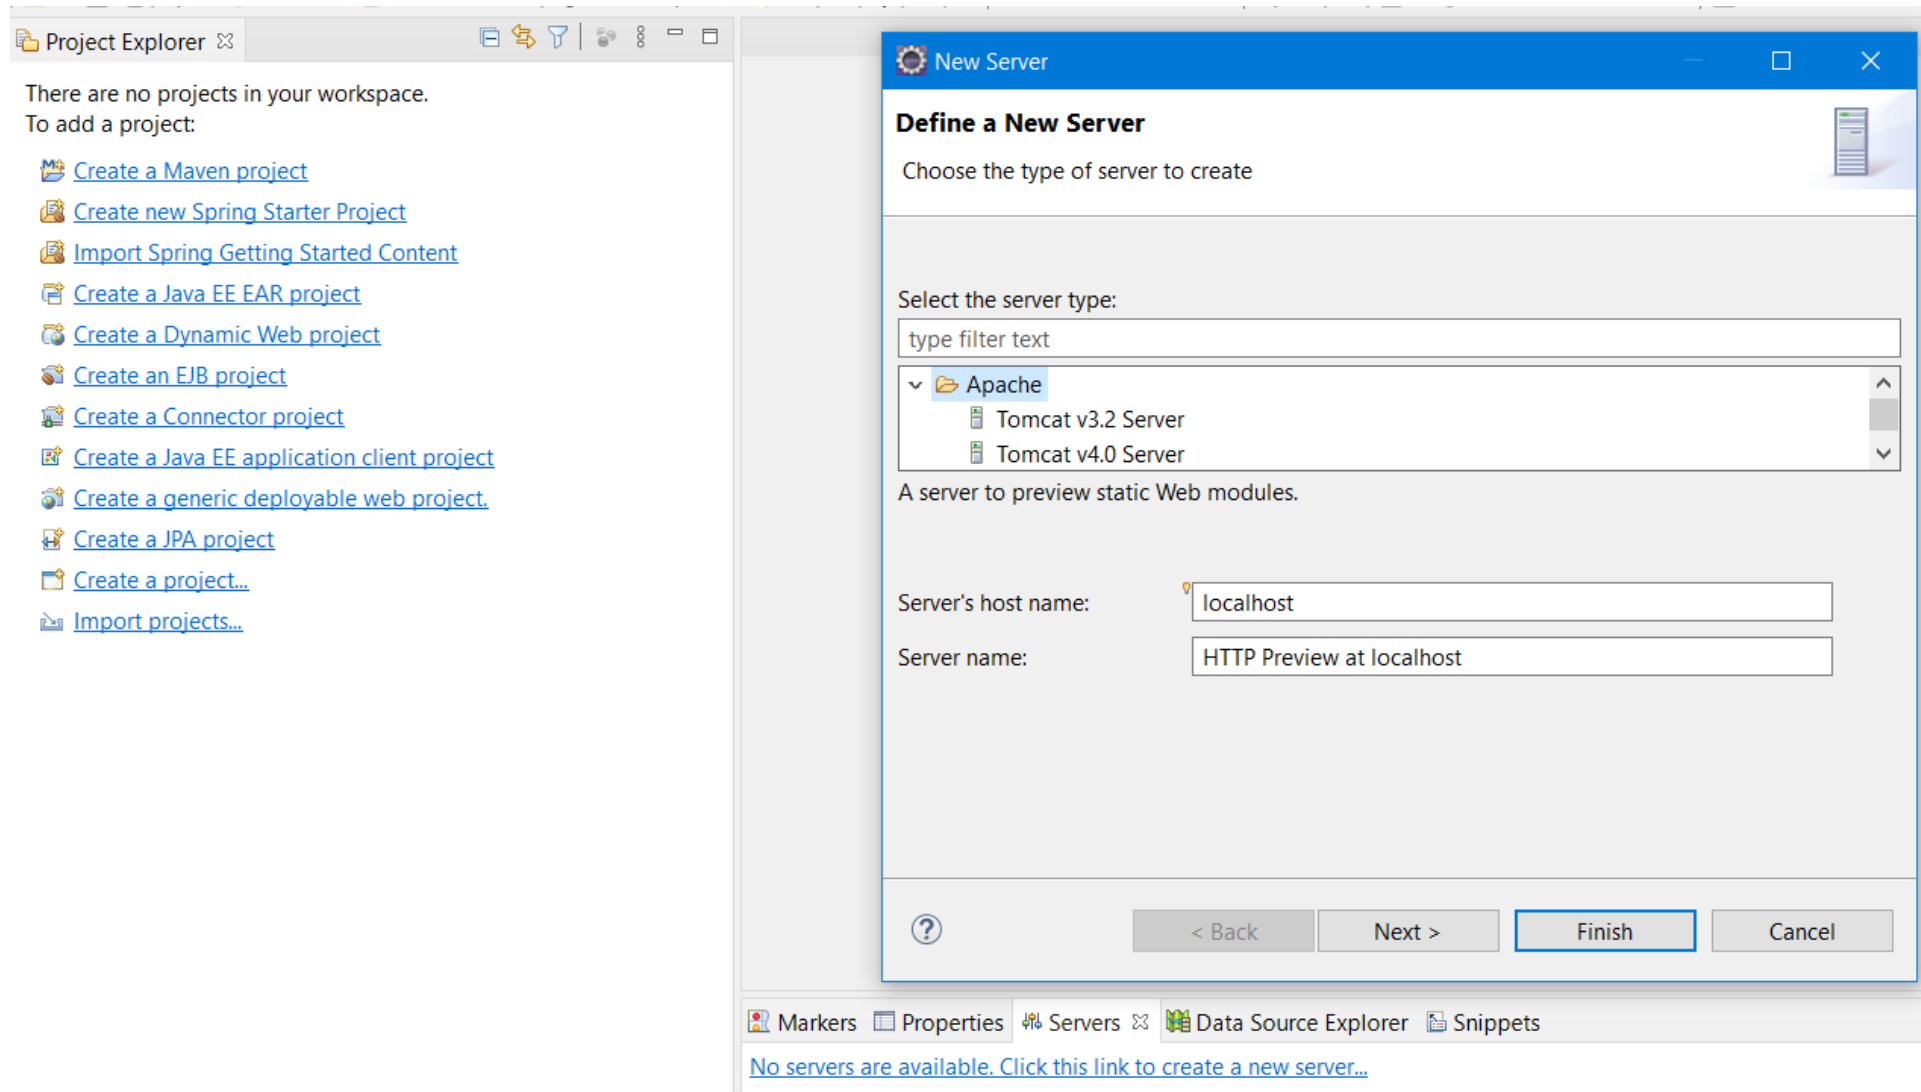 Project Explorer
There are no projects in your workspace.
To add a project:
Create a Maven project
Create new Spring Starter Project
Import Spring Getting Started Content
Create a Java EE EAR project
Create a Dynamic Web project
Create an EJB project
Create a Connector project
Create a Java EE application client project
Create a generic deployable web project.
Create a JPA project
Create a project...
Import projects...
New Server
Define a New Server
Choose the type of server to create
Select the server type:
type filter text
Apache
Tomcat v3.2 Server
Tomcat v4.0 Server
A server to preview static Web modules.
Server's host name: localhost
Server name: HTTP Preview at localhost
< Back Next > Finish Cancel
Markers Properties Servers Data Source Explorer Snippets
No servers are available. Click this link to create a new server...